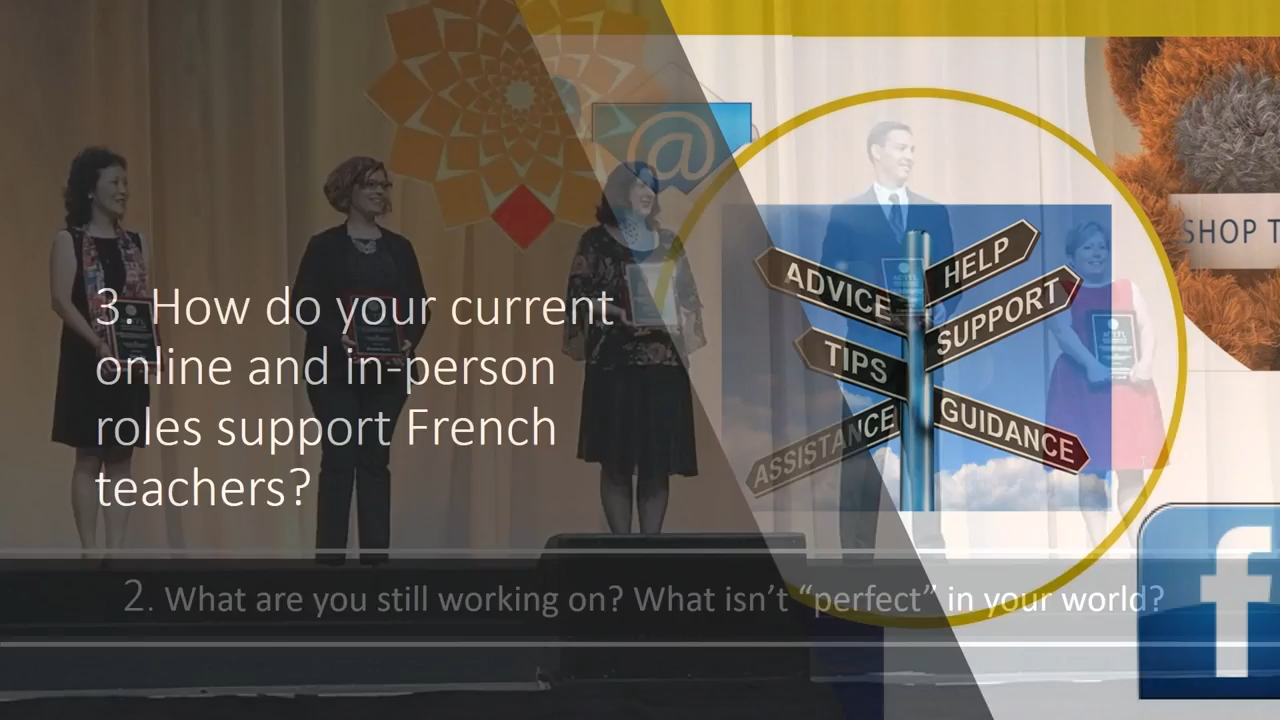 3. How do your current
online and in-person
roles support French
teachers?
@
HELP
ADVICE
SUPPORT
TIPS
GUIDANCE
ASSISTANCE
SHOP T
2. What are you still working on? What isn’t “perfect” in your world?
f